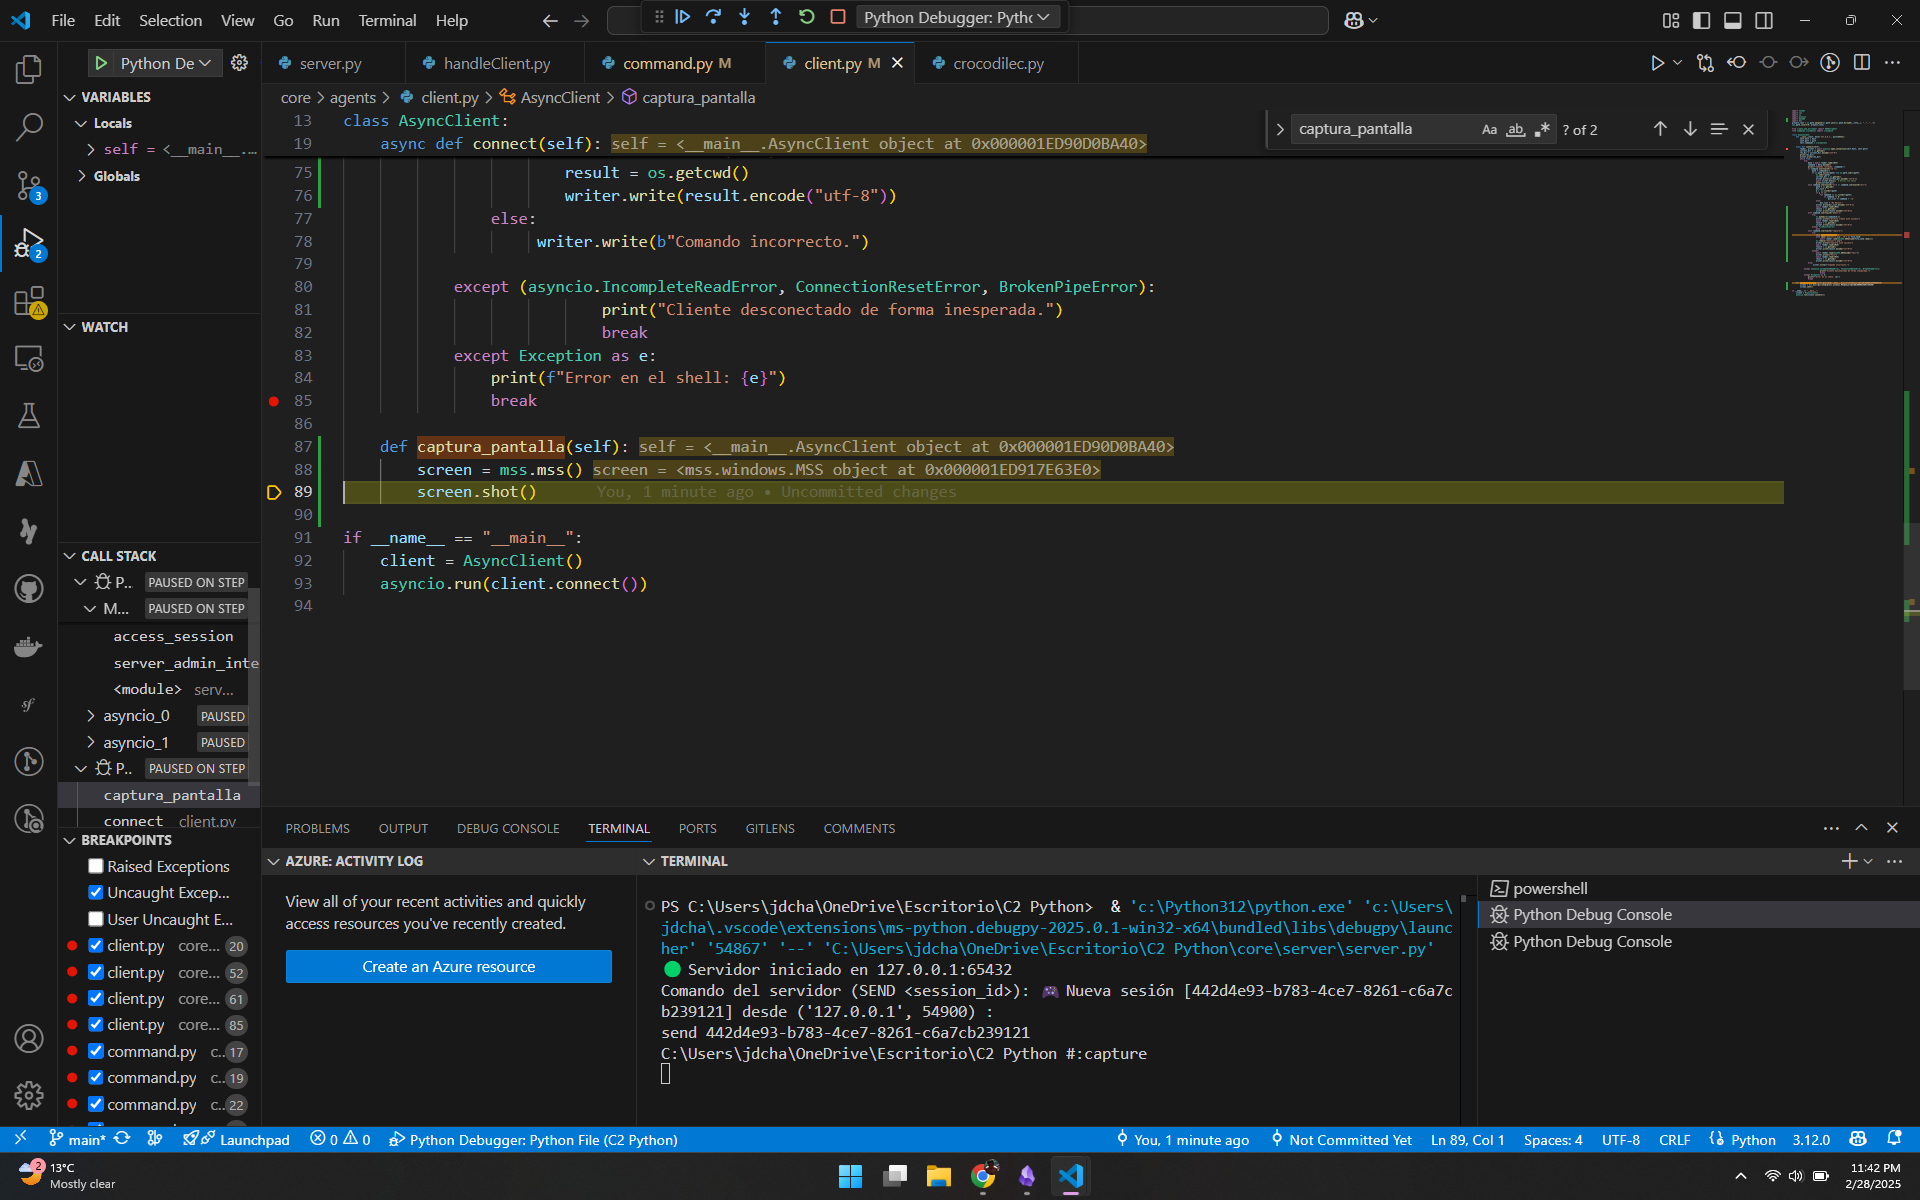 File Edit Selection View Go Run Terminal Help
Python Debugger: Pythc
Python De
server.py
handleClient.py
command.py M
client.py M
crocodilec.py
core > agents > client.py > AsyncClient > captura_pantalla
captura_pantalla
Aa ab
? of 2
VARIABLES
Locals
self = <__main__....
Globals
WATCH
CALL STACK
P.. PAUSED ON STEP
M... PAUSED ON STEP
access_session
server_admin_inte
<module> serv...
asyncio_0 PAUSED
asyncio_1 PAUSED
P.. PAUSED ON STEP
captura_pantalla
connect client.py
BREAKPOINTS
Raised Exceptions
Uncaught Excep...
User Uncaught E...
client.py core... 20
client.py core... 52
client.py core... 61
client.py core... 85
command.py c... 17
command.py c... 19
command.py c... 22
3
2
13 class AsyncClient:
19 async def connect(self): self = <__main__.AsyncClient object at 0x000001ED90D0BA40>
75 result = os.getcwd()
76 writer.write(result.encode("utf-8"))
77 else:
78 writer.write(b"Comando incorrecto.")
79
80 except (asyncio.IncompleteReadError, ConnectionResetError, BrokenPipeError):
81 print("Cliente desconectado de forma inesperada.")
82 break
83 except Exception as e:
84 print(f"Error en el shell: {e}")
85 break
86
87 def captura_pantalla(self): self = <__main__.AsyncClient object at 0x000001ED90D0BA40>
88 screen = mss.mss() screen = <mss.windows.MSS object at 0x000001ED917E63E0>
89 screen.shot() You, 1 minute ago • Uncommitted changes
90
91 if __name__ == "__main__":
92 client = AsyncClient()
93 asyncio.run(client.connect())
94
PROBLEMS OUTPUT DEBUG CONSOLE TERMINAL PORTS GITLENS COMMENTS
AZURE: ACTIVITY LOG
View all of your recent activities and quickly
access resources you've recently created.
Create an Azure resource
TERMINAL
PS C:\Users\jdcha\OneDrive\Escritorio\C2 Python> & 'c:\Python312\python.exe' 'c:\Users\
jdcha\.vscode\extensions\ms-python.debugpy-2025.0.1-win32-x64\bundled\libs\debugpy\launc
her' '54867' '--' 'C:\Users\jdcha\OneDrive\Escritorio\C2 Python\core\server\server.py'
Servidor iniciado en 127.0.0.1:65432
Comando del servidor (SEND <session_id>): 🎮 Nueva sesión [442d4e93-b783-4ce7-8261-c6a7c
b239121] desde ('127.0.0.1', 54900) :
send 442d4e93-b783-4ce7-8261-c6a7cb239121
C:\Users\jdcha\OneDrive\Escritorio\C2 Python #:capture
powershell
Python Debug Console
Python Debug Console
main* Launchpad 0 0 Python Debugger: Python File (C2 Python)
You, 1 minute ago Not Committed Yet Ln 89, Col 1 Spaces: 4 UTF-8 CRLF Python 3.12.0
2
13°C
Mostly clear
11:42 PM
2/28/2025